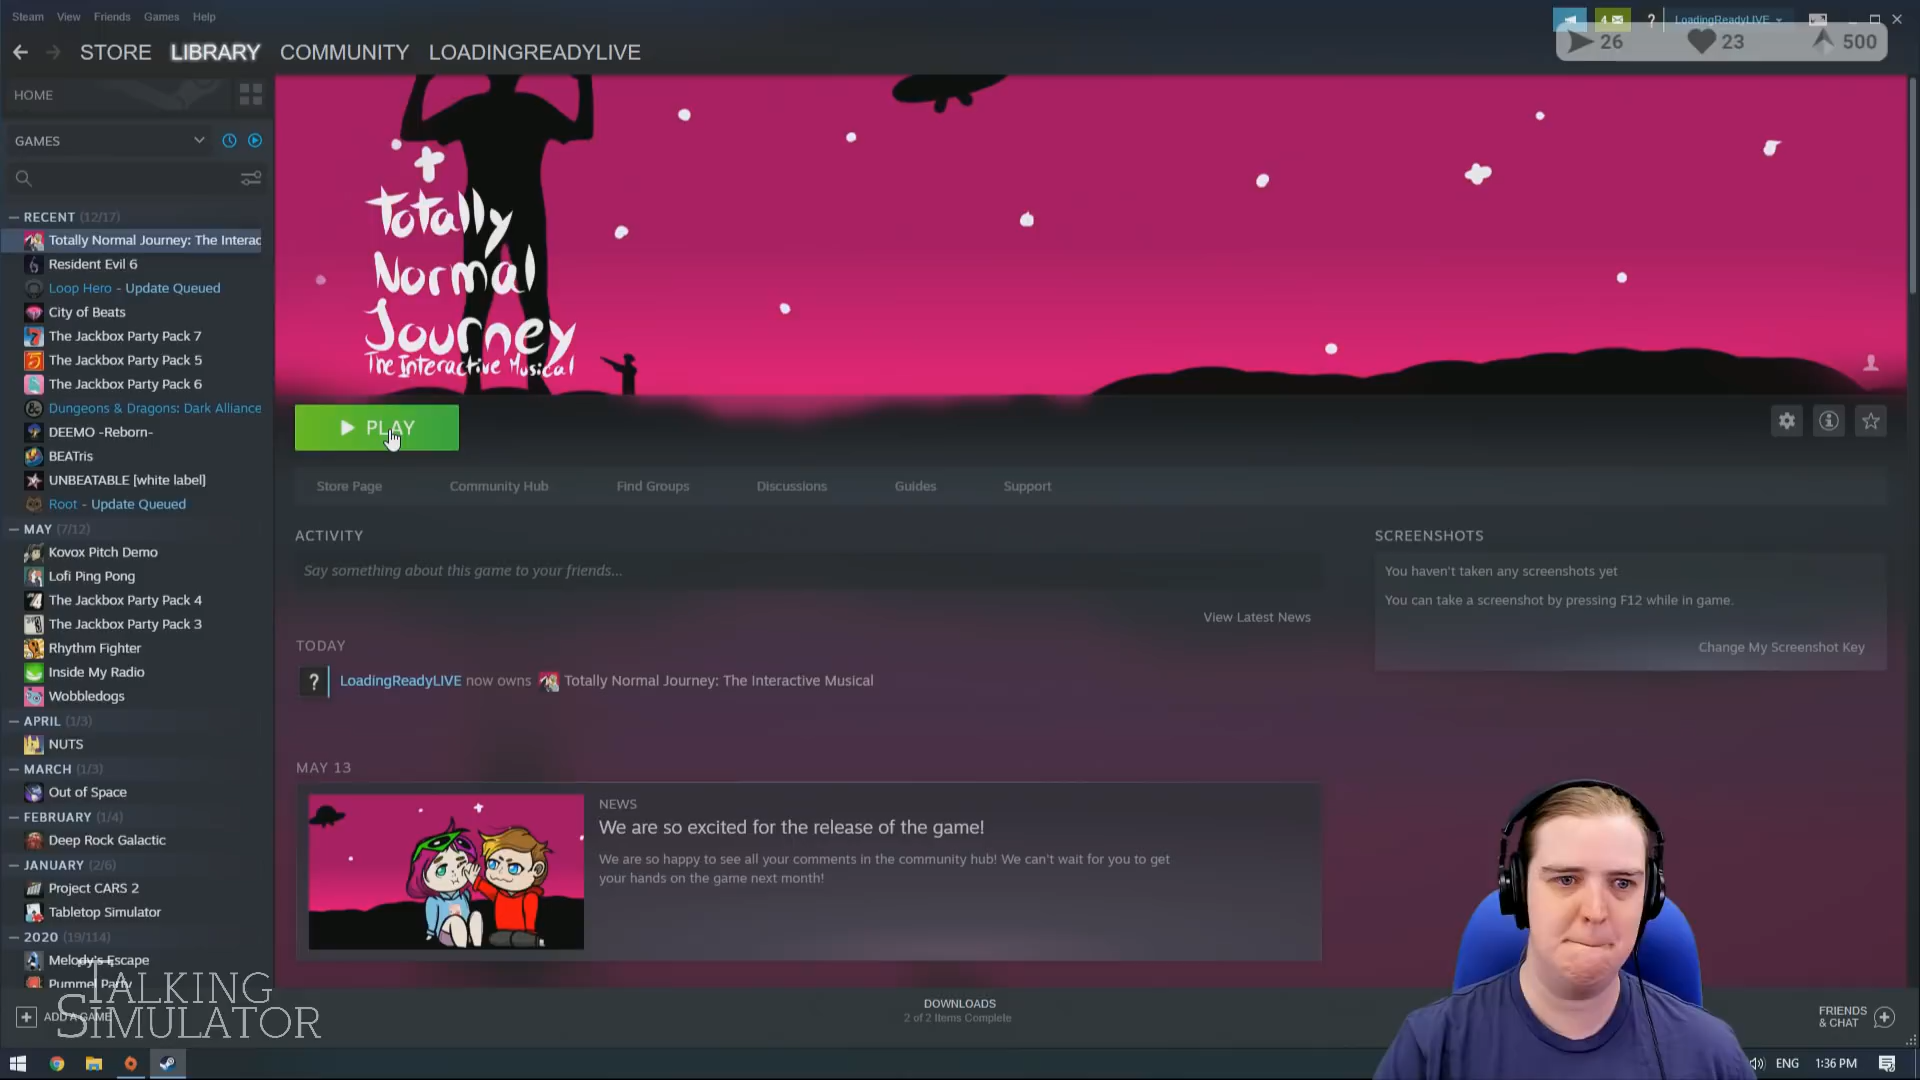 Steam View Friends Games Help
4
?
LoadingReadyLIVE
26 23 500
STORE LIBRARY COMMUNITY LOADINGREADYLIVE
HOME
GAMES
RECENT (12/17)
Totally Normal Journey: The Interac
Resident Evil 6
Loop Hero - Update Queued
City of Beats
The Jackbox Party Pack 7
The Jackbox Party Pack 5
The Jackbox Party Pack 6
Dungeons & Dragons: Dark Alliance
DEEMO -Reborn-
BEATris
UNBEATABLE [white label]
Root - Update Queued
MAY (7/12)
Kovox Pitch Demo
Lofi Ping Pong
The Jackbox Party Pack 4
The Jackbox Party Pack 3
Rhythm Fighter
Inside My Radio
Wobbledogs
APRIL (1/3)
NUTS
MARCH (1/3)
Out of Space
FEBRUARY (1/4)
Deep Rock Galactic
JANUARY (2/6)
Project CARS 2
Tabletop Simulator
2020 (19/114)
Melody's Escape
Pummel Party
ADD A GAME
TALKING
SIMULATOR
Totally
Normal
Journey
The Interactive Musical
PLAY
Store Page Community Hub Find Groups Discussions Guides Support
ACTIVITY
Say something about this game to your friends...
View Latest News
TODAY
? LoadingReadyLIVE now owns Totally Normal Journey: The Interactive Musical
MAY 13
NEWS
We are so excited for the release of the game!
We are so happy to see all your comments in the community hub! We can't wait for you to get
your hands on the game next month!
SCREENSHOTS
You haven't taken any screenshots yet
You can take a screenshot by pressing F12 while in game.
Change My Screenshot Key
DOWNLOADS
2 of 2 Items Complete
FRIENDS
& CHAT
ENG 1:36 PM